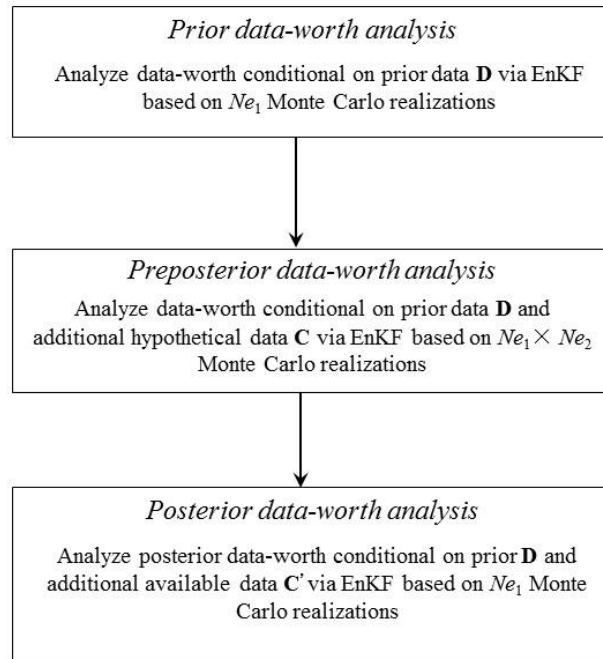 Prior data-worth analysis
Analyze data-worth conditional on prior data D via EnKF
based on Ne₁ Monte Carlo realizations
Preposterior data-worth analysis
Analyze data-worth conditional on prior data D and
additional hypothetical data C via EnKF based on Ne₁ × Ne₂
Monte Carlo realizations
Posterior data-worth analysis
Analyze posterior data-worth conditional on prior D and
additional available data C' via EnKF based on Ne₁ Monte
Carlo realizations